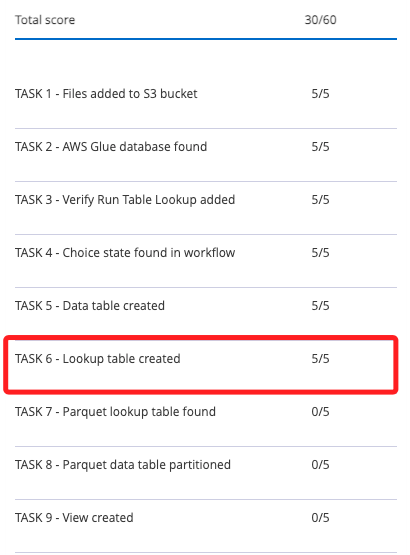 Total score 30/60
TASK 1 - Files added to S3 bucket 5/5
TASK 2 - AWS Glue database found 5/5
TASK 3 - Verify Run Table Lookup added 5/5
TASK 4 - Choice state found in workflow 5/5
TASK 5 - Data table created 5/5
TASK 6 - Lookup table created 5/5
TASK 7 - Parquet lookup table found 0/5
TASK 8 - Parquet data table partitioned 0/5
TASK 9 - View created 0/5